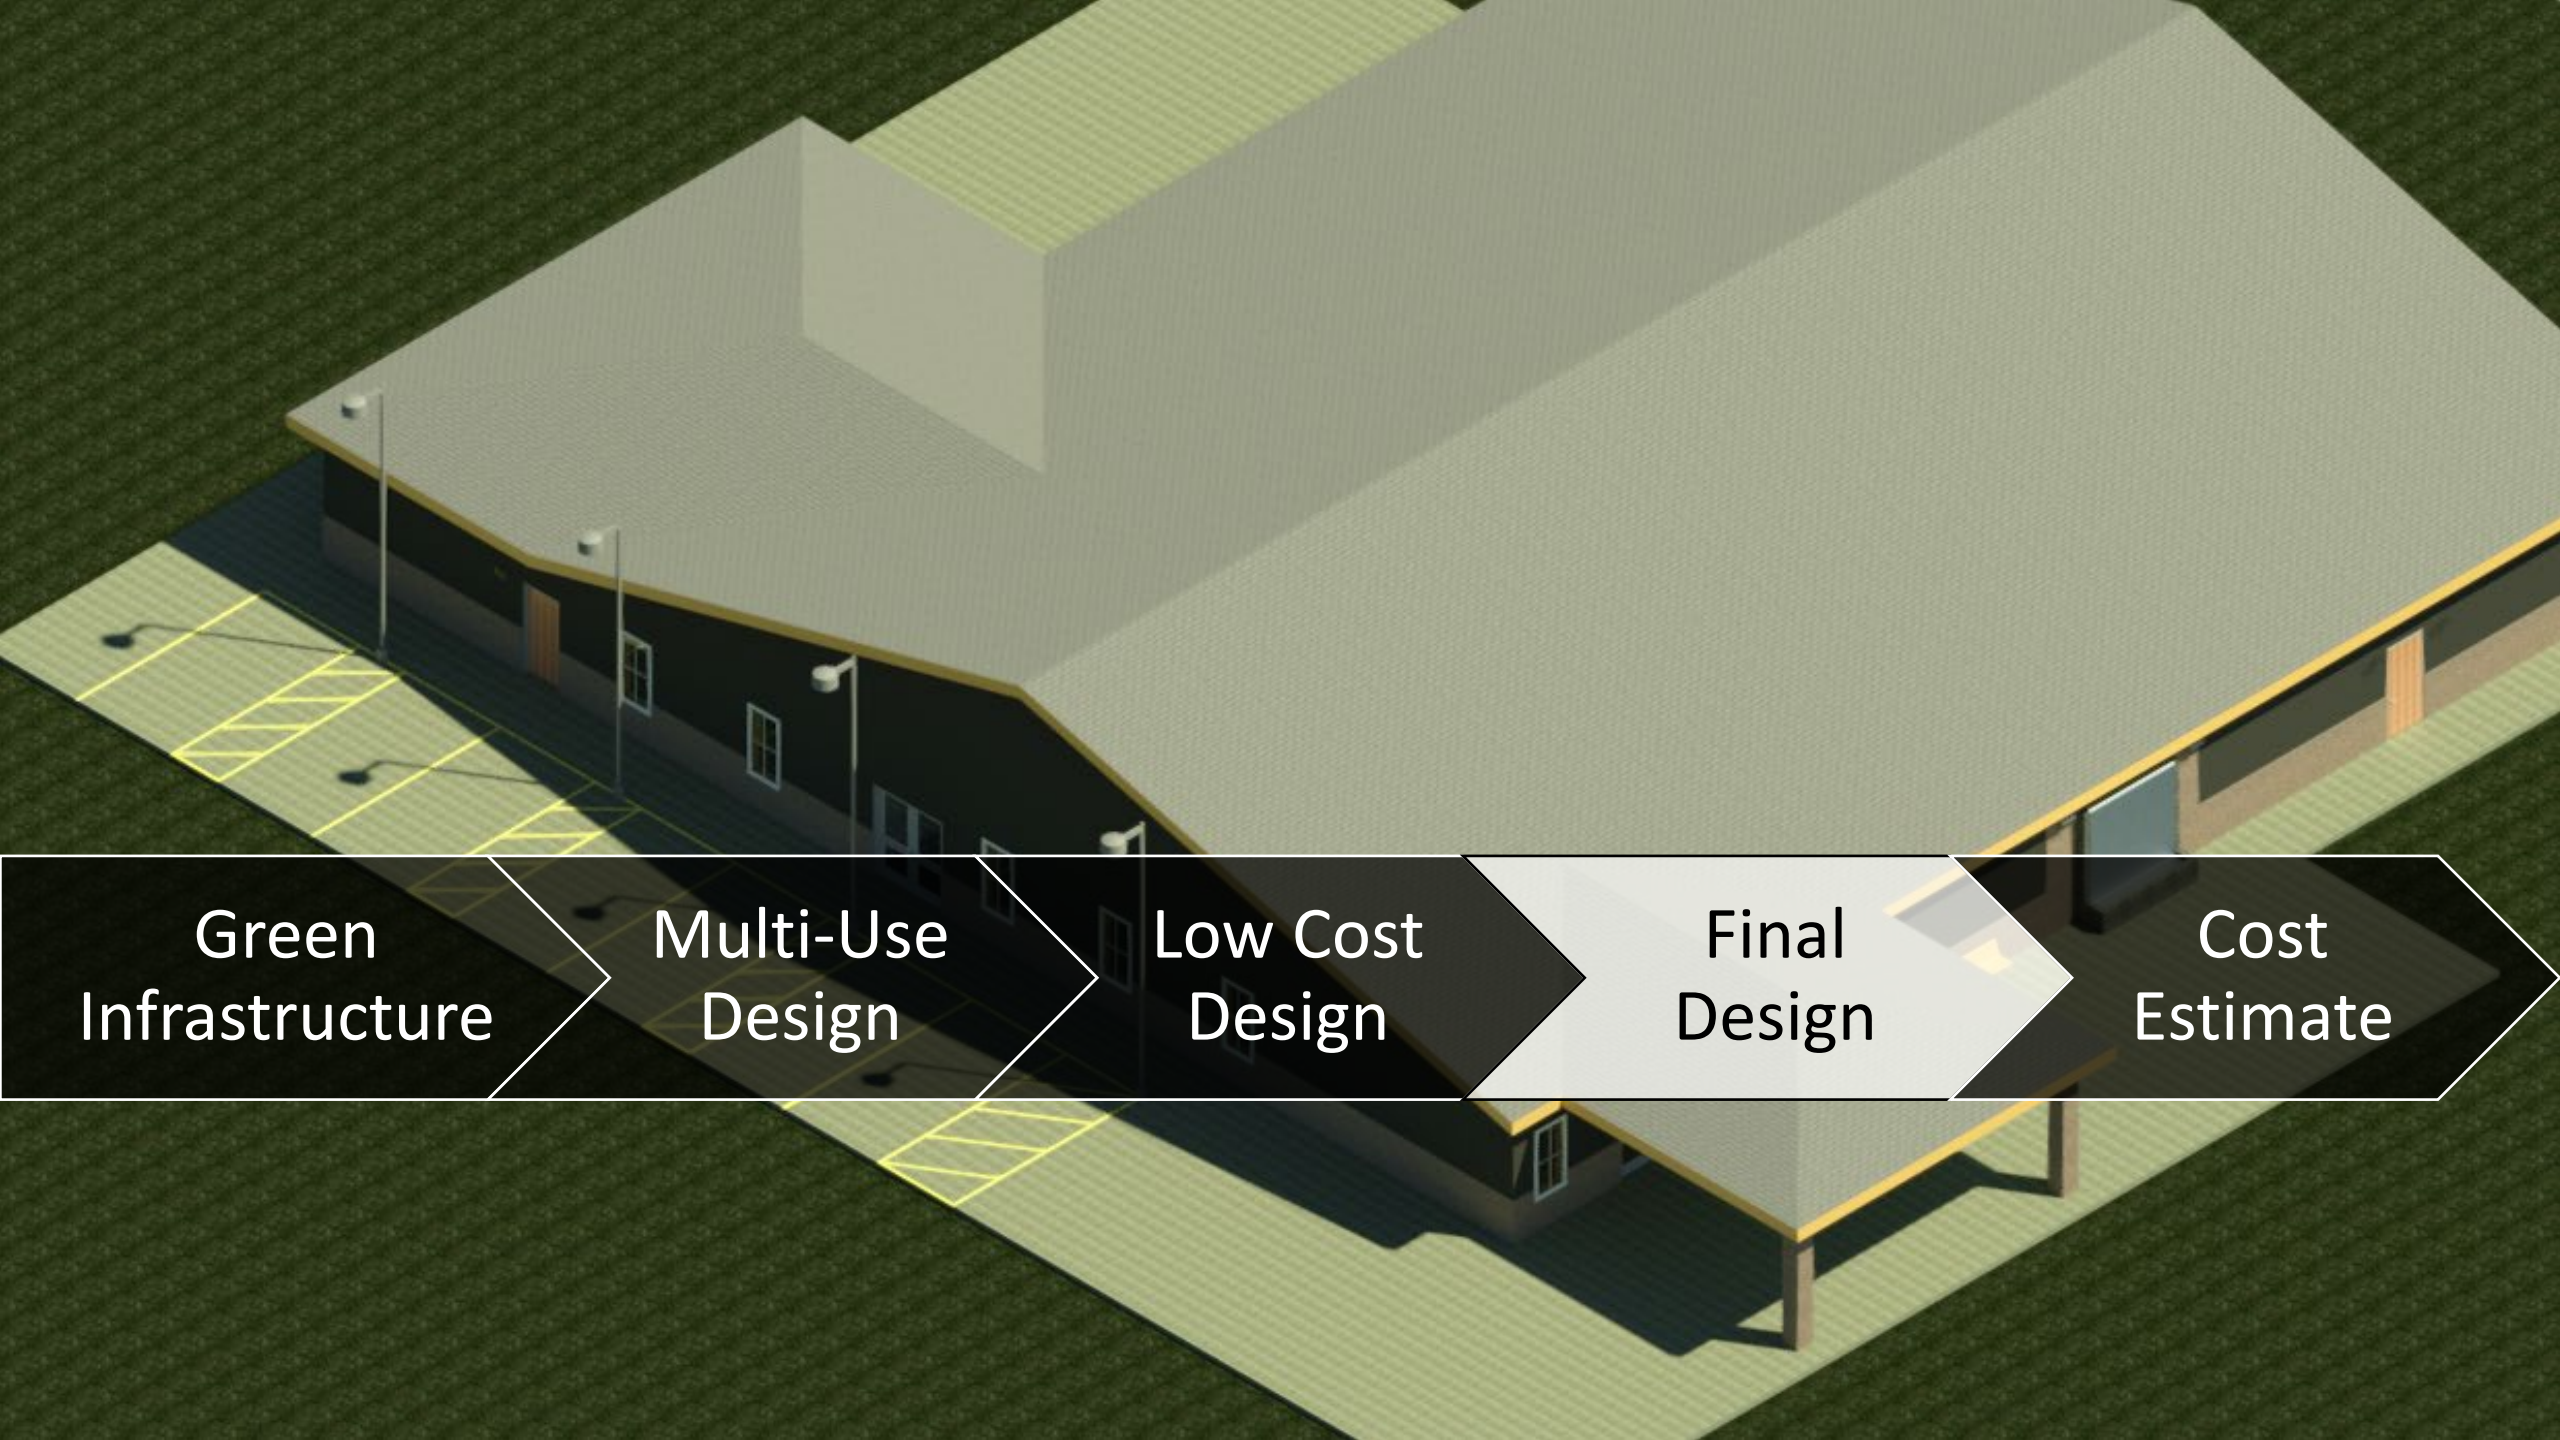 Green
Infrastructure
Multi-Use
Design
Low Cost
Design
Final
Design
Cost
Estimate